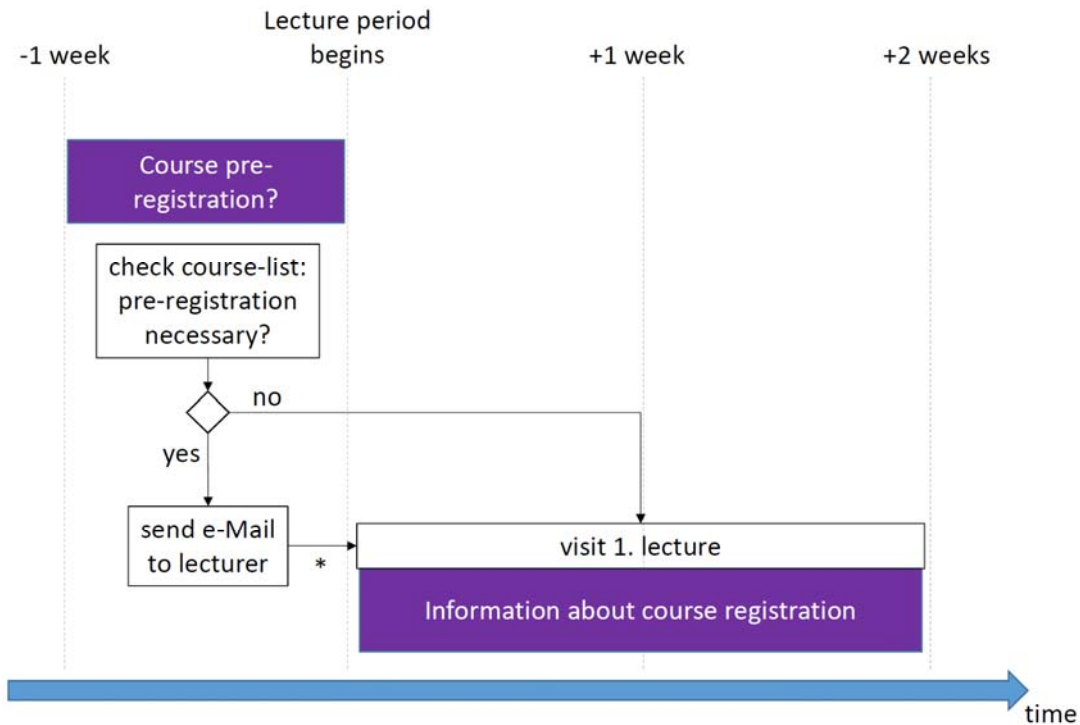 Lecture period
begins
-1 week
+1 week
+2 weeks
Course pre-
registration?
check course-list:
pre-registration
necessary?
no
yes
send e-Mail
to lecturer
*
visit 1. lecture
Information about course registration
time